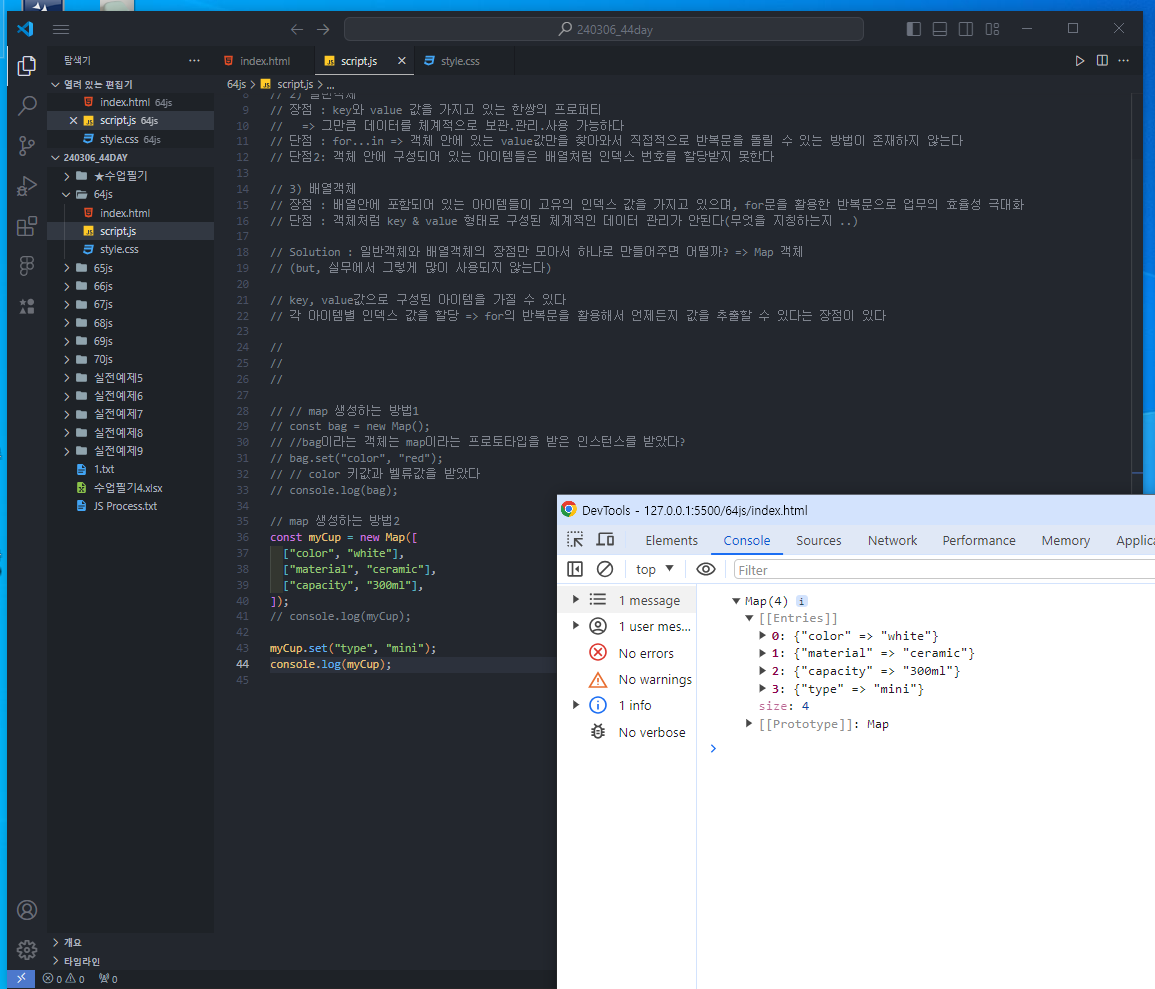 240306_44day
탐색기
index.html
script.js
style.css
열려 있는 편집기
index.html 64js
script.js 64js
style.css 64js
240306_44DAY
★수업필기
64js
index.html
script.js
style.css
65js
66js
67js
68js
69js
70js
실전예제5
실전예제6
실전예제7
실전예제8
실전예제9
1.txt
수업필기4.xlsx
JS Process.txt
개요
타임라인
0 0 0
64js > script.js > ...
8 // 2) 일반객체
9 // 장점 : key와 value 값을 가지고 있는 한쌍의 프로퍼티
10 // => 그만큼 데이터를 체계적으로 보관.관리.사용 가능하다
11 // 단점 : for...in => 객체 안에 있는 value값만을 찾아와서 직접적으로 반복문을 돌릴 수 있는 방법이 존재하지 않는다
12 // 단점2: 객체 안에 구성되어 있는 아이템들은 배열처럼 인덱스 번호를 할당받지 못한다
13
14 // 3) 배열객체
15 // 장점 : 배열안에 포함되어 있는 아이템들이 고유의 인덱스 값을 가지고 있으며, for문을 활용한 반복문으로 업무의 효율성 극대화
16 // 단점 : 객체처럼 key & value 형태로 구성된 체계적인 데이터 관리가 안된다(무엇을 지칭하는지 ..)
17
18 // Solution : 일반객체와 배열객체의 장점만 모아서 하나로 만들어주면 어떨까? => Map 객체
19 // (but, 실무에서 그렇게 많이 사용되지 않는다)
20
21 // key, value값으로 구성된 아이템을 가질 수 있다
22 // 각 아이템별 인덱스 값을 할당 => for의 반복문을 활용해서 언제든지 값을 추출할 수 있다는 장점이 있다
23
24 //
25 //
26 //
27
28 // // map 생성하는 방법1
29 // const bag = new Map();
30 // //bag이라는 객체는 map이라는 프로토타입을 받은 인스턴스를 받았다?
31 // bag.set("color", "red");
32 // // color 키값과 벨류값을 받았다
33 // console.log(bag);
34
35 // map 생성하는 방법2
36 const myCup = new Map([
37 ["color", "white"],
38 ["material", "ceramic"],
39 ["capacity", "300ml"],
40 ]);
41 // console.log(myCup);
42
43 myCup.set("type", "mini");
44 console.log(myCup);
45
DevTools - 127.0.0.1:5500/64js/index.html
Elements Console Sources Network Performance Memory Applica
top Filter
1 message
1 user mes...
No errors
No warnings
1 info
No verbose
Map(4) i
[[Entries]]
0: {"color" => "white"}
1: {"material" => "ceramic"}
2: {"capacity" => "300ml"}
3: {"type" => "mini"}
size: 4
[[Prototype]]: Map